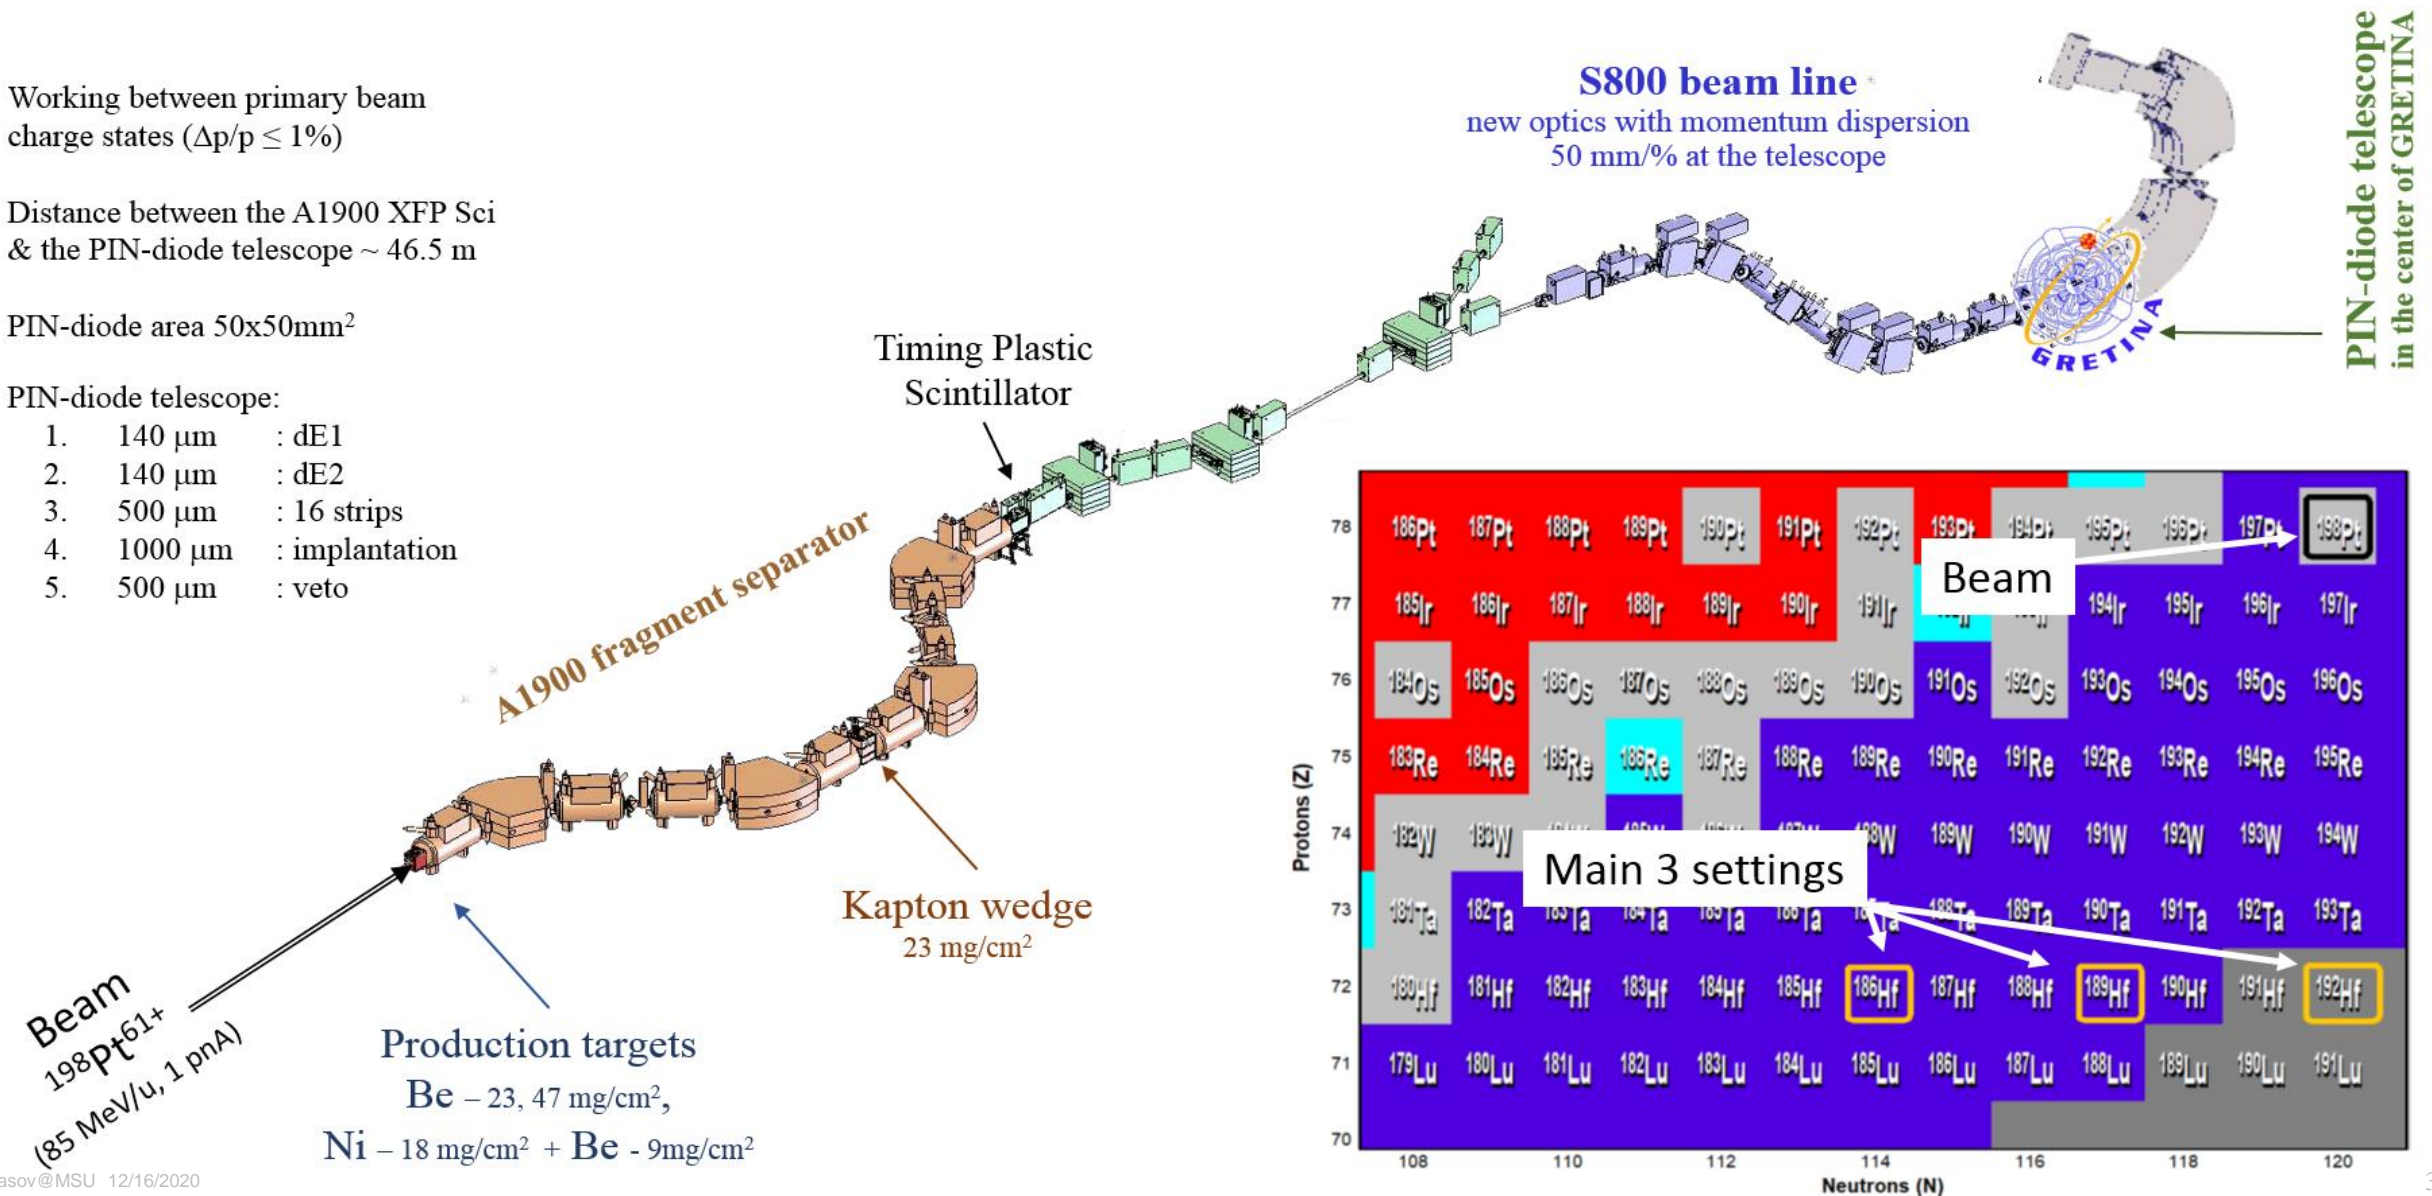 Working between primary beam
charge states (Δp/p ≤ 1%)
Distance between the A1900 XFP Sci
& the PIN-diode telescope ~ 46.5 m
PIN-diode area 50x50mm²
PIN-diode telescope:
1. 140 μm : dE1
2. 140 μm : dE2
3. 500 μm : 16 strips
4. 1000 μm : implantation
5. 500 μm : veto
S800 beam line
new optics with momentum dispersion
50 mm/% at the telescope
PIN-diode telescope
in the center of GRETINA
GRETINA
Timing Plastic
Scintillator
A1900 fragment separator
Kapton wedge
23 mg/cm²
Beam
¹⁹⁸Pt⁶¹⁺
(85 MeV/u, 1 pnA)
Production targets
Be – 23, 47 mg/cm²,
Ni – 18 mg/cm² + Be - 9mg/cm²
Protons (Z)
78 ¹⁸⁶Pt ¹⁸⁷Pt ¹⁸⁸Pt ¹⁸⁹Pt ¹⁹⁰Pt ¹⁹¹Pt ¹⁹²Pt ¹⁹³Pt ¹⁹⁴Pt ¹⁹⁵Pt ¹⁹⁶Pt ¹⁹⁷Pt ¹⁹⁸Pt
Beam
77 ¹⁸⁵Ir ¹⁸⁶Ir ¹⁸⁷Ir ¹⁸⁸Ir ¹⁸⁹Ir ¹⁹⁰Ir ¹⁹¹Ir ¹⁹⁴Ir ¹⁹⁵Ir ¹⁹⁶Ir ¹⁹⁷Ir
76 ¹⁸⁴Os ¹⁸⁵Os ¹⁸⁶Os ¹⁸⁷Os ¹⁸⁸Os ¹⁸⁹Os ¹⁹⁰Os ¹⁹¹Os ¹⁹²Os ¹⁹³Os ¹⁹⁴Os ¹⁹⁵Os ¹⁹⁶Os
75 ¹⁸³Re ¹⁸⁴Re ¹⁸⁵Re ¹⁸⁶Re ¹⁸⁷Re ¹⁸⁸Re ¹⁸⁹Re ¹⁹⁰Re ¹⁹¹Re ¹⁹²Re ¹⁹³Re ¹⁹⁴Re ¹⁹⁵Re
74 ¹⁸²W ¹⁸³W ¹⁸⁸W ¹⁸⁹W ¹⁹⁰W ¹⁹¹W ¹⁹²W ¹⁹³W ¹⁹⁴W
Main 3 settings
73 ¹⁸¹Ta ¹⁸²Ta ¹⁸³Ta ¹⁸⁴Ta ¹⁸⁵Ta ¹⁸⁶Ta ¹⁸⁸Ta ¹⁸⁹Ta ¹⁹⁰Ta ¹⁹¹Ta ¹⁹²Ta ¹⁹³Ta
72 ¹⁸⁰Hf ¹⁸¹Hf ¹⁸²Hf ¹⁸³Hf ¹⁸⁴Hf ¹⁸⁵Hf ¹⁸⁶Hf ¹⁸⁷Hf ¹⁸⁸Hf ¹⁸⁹Hf ¹⁹⁰Hf ¹⁹¹Hf ¹⁹²Hf
71 ¹⁷⁹Lu ¹⁸⁰Lu ¹⁸¹Lu ¹⁸²Lu ¹⁸³Lu ¹⁸⁴Lu ¹⁸⁵Lu ¹⁸⁶Lu ¹⁸⁷Lu ¹⁸⁸Lu ¹⁸⁹Lu ¹⁹⁰Lu ¹⁹¹Lu
70
108 110 112 114 116 118 120
Neutrons (N)
asov@MSU 12/16/2020